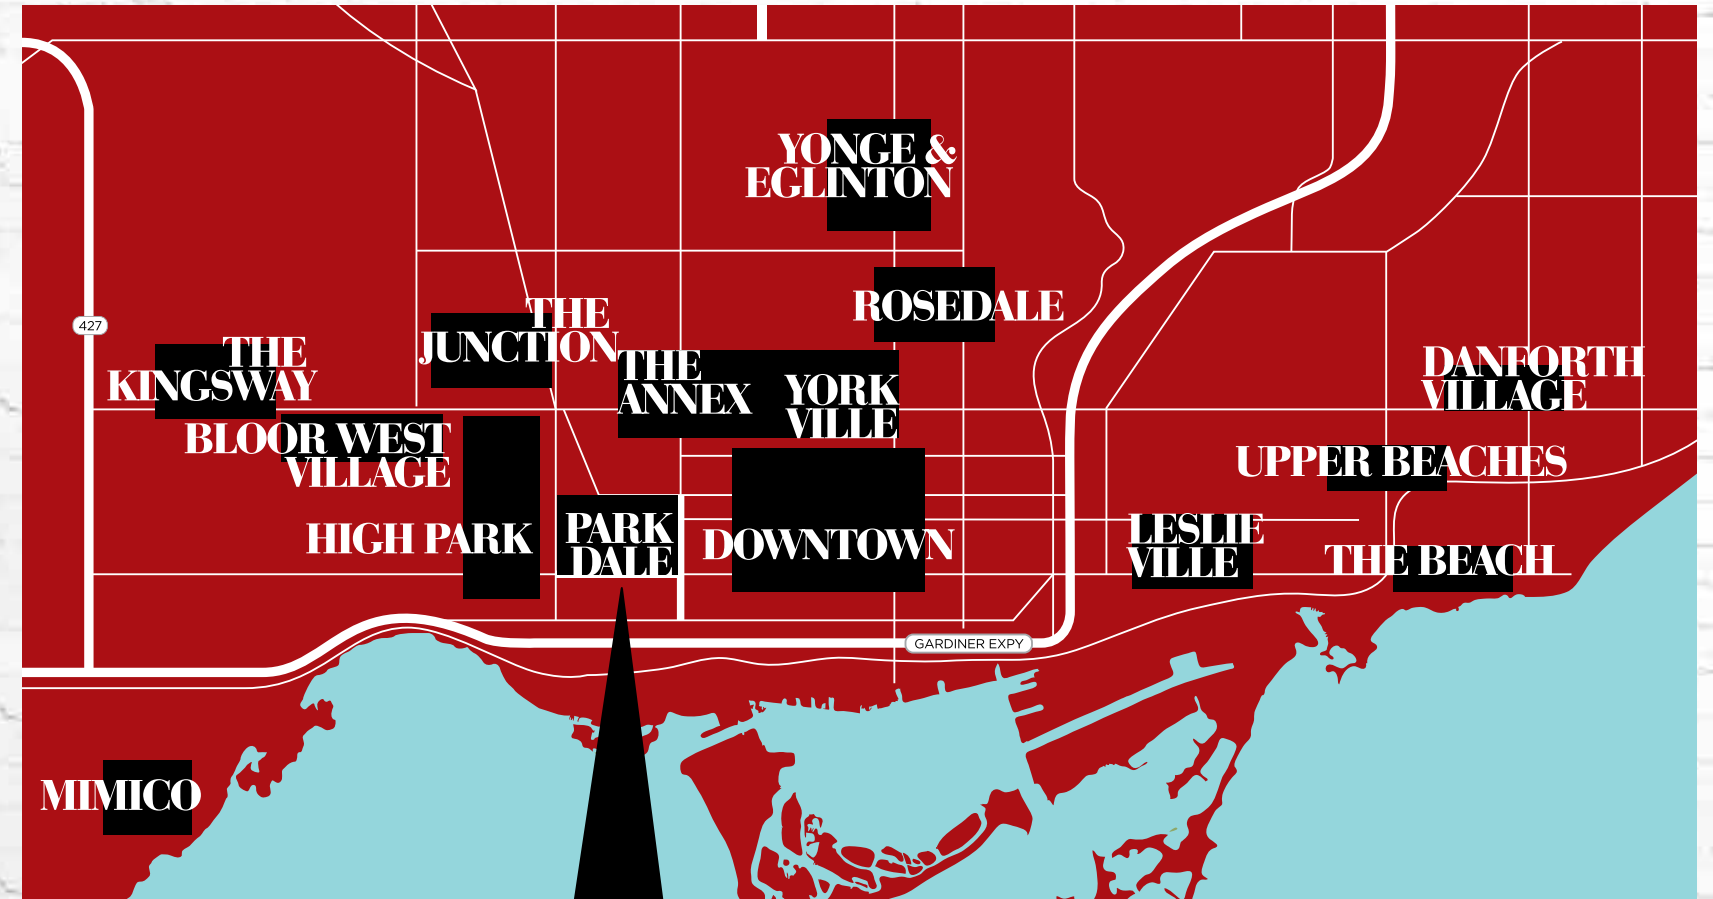 YONGE &
EGLINTON
ROSEDALE
THE
JUNCTION
427
THE
KINGSWAY
THE
ANNEX
YORK
VILLE
DANFORTH
VILLAGE
BLOOR WEST
VILLAGE
UPPER BEACHES
HIGH PARK
PARK
DALE
DOWNTOWN
LESLIE
VILLE
THE BEACH
GARDINER EXPY
MIMICO